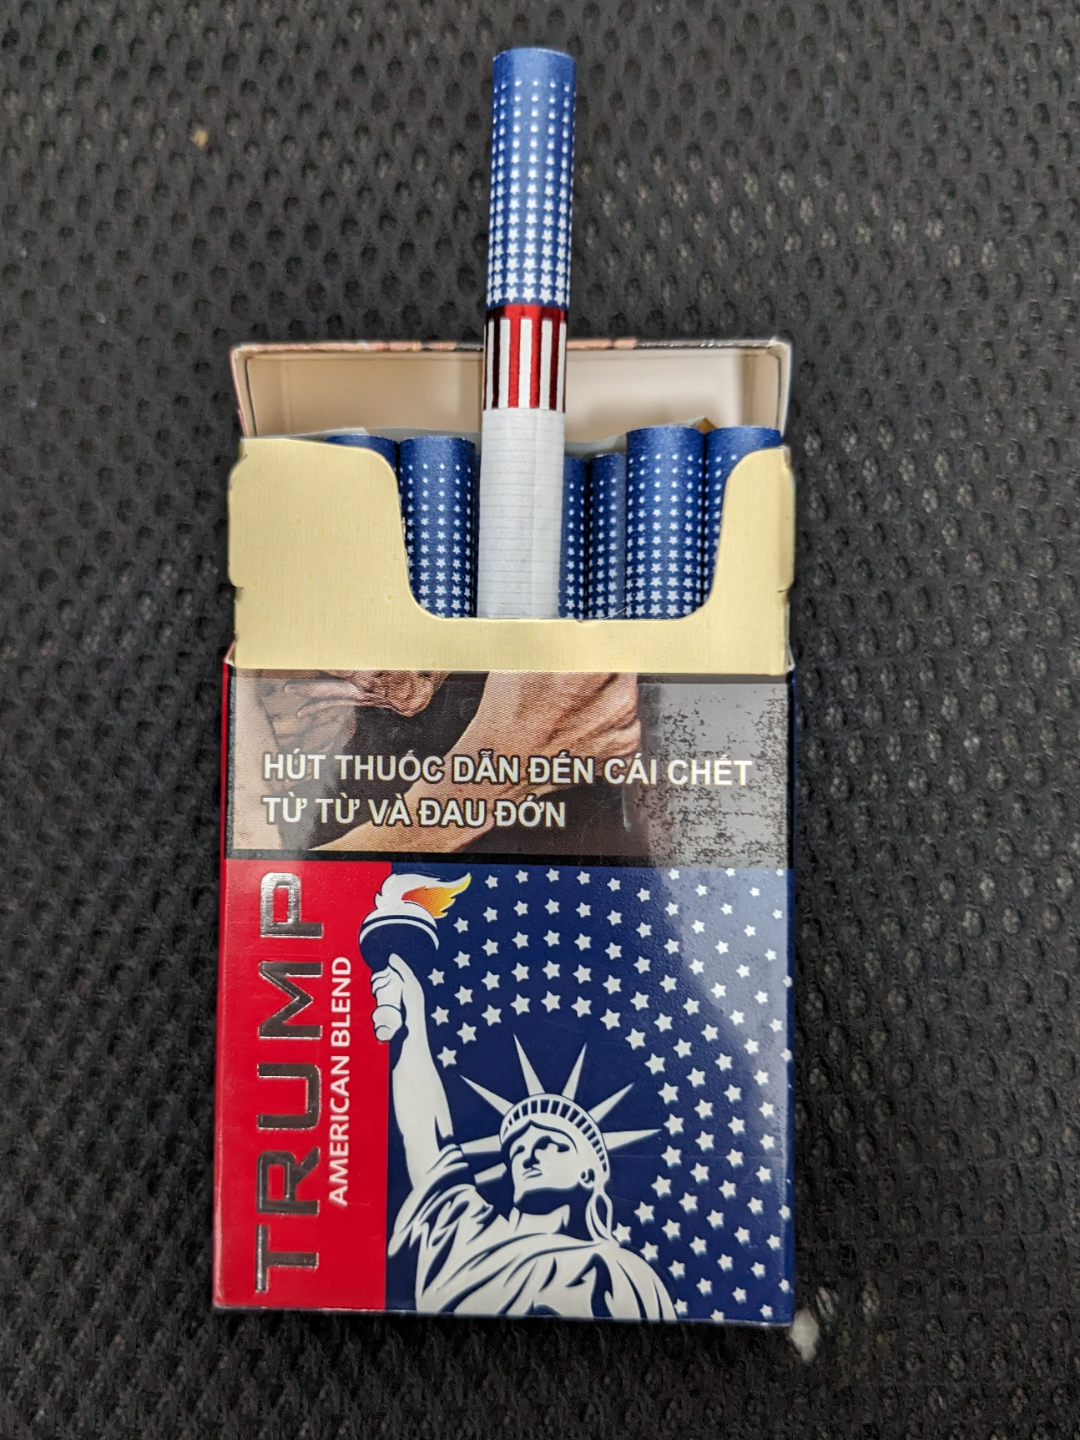 HÚT THUỐC DẪN ĐẾN CÁI CHẾT
TỪ TỪ VÀ ĐAU ĐỚN
TRUMP
AMERICAN BLEND